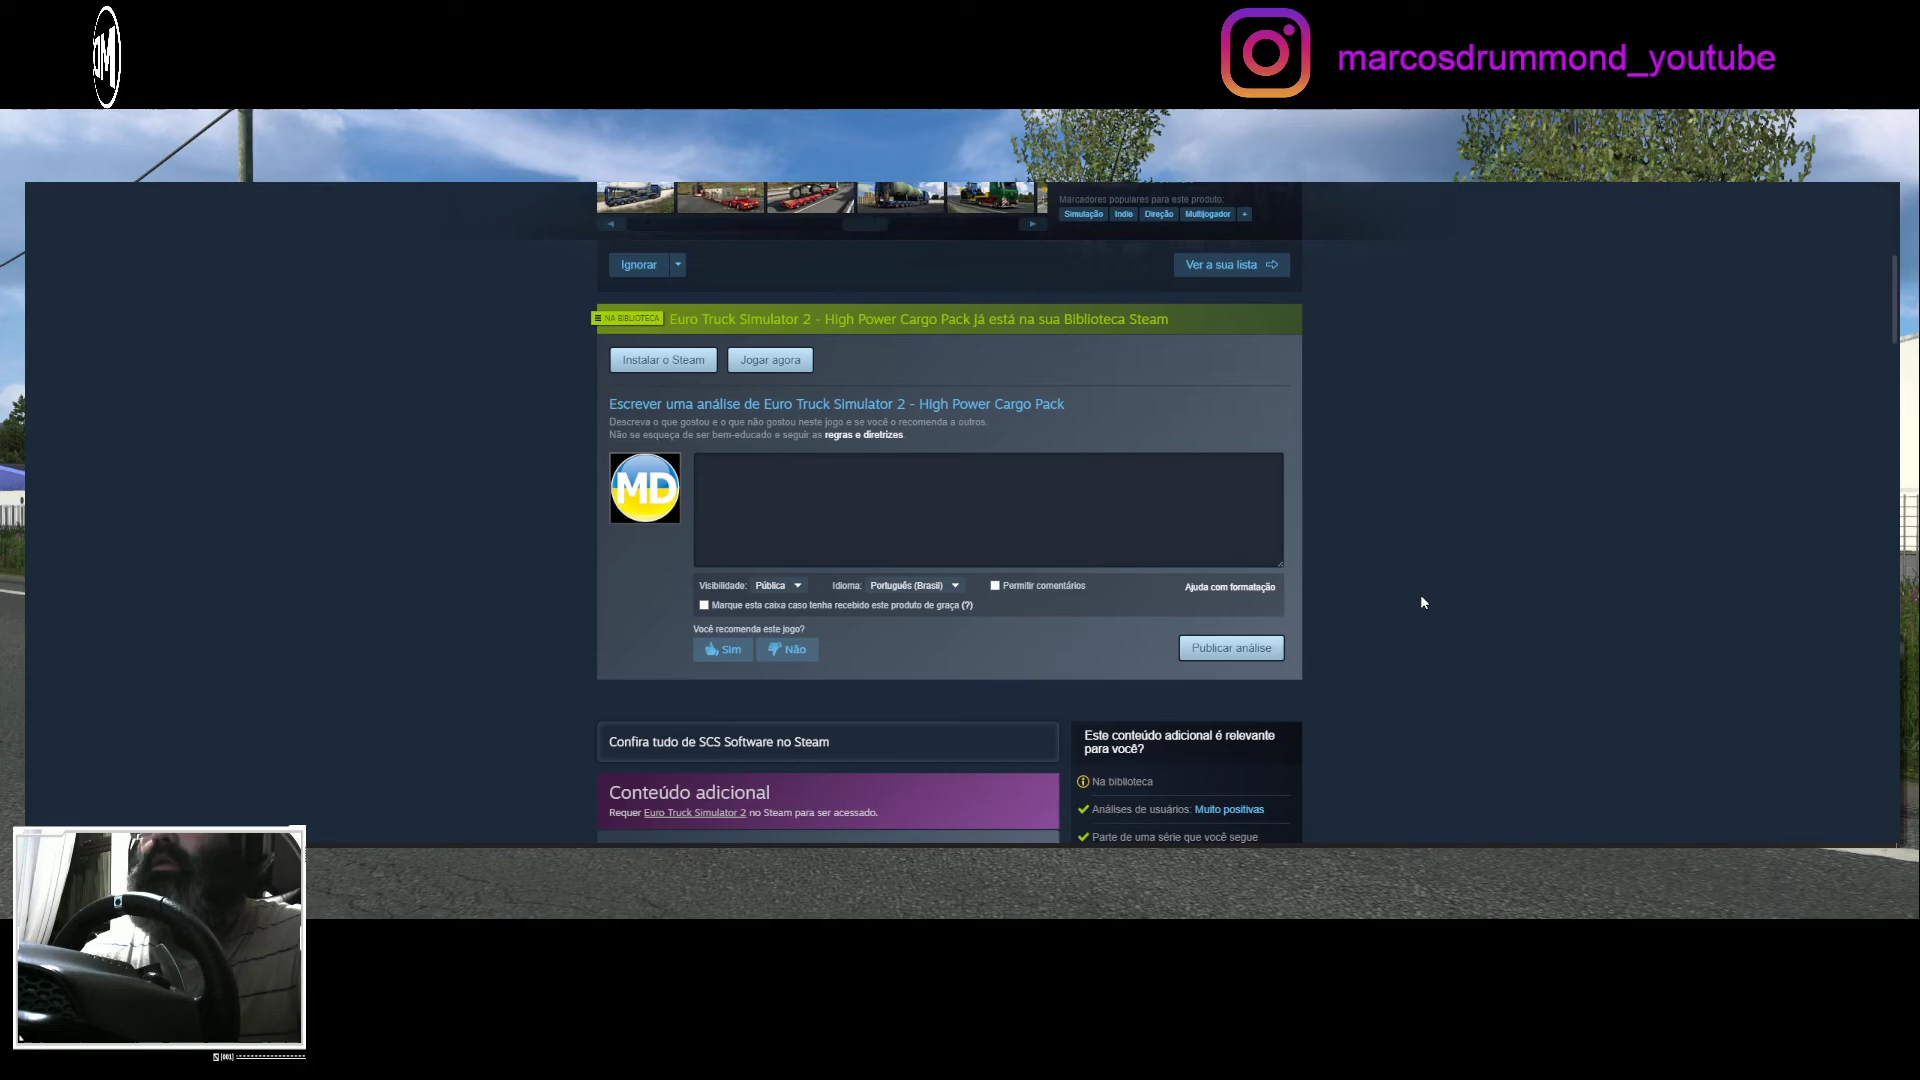 marcosdrummond_youtube
Marcadores populares para este produto:
Simulação Indie Direção Multijogador +
Ignorar
Ver a sua lista
NA BIBLIOTECA
Euro Truck Simulator 2 - High Power Cargo Pack já está na sua Biblioteca Steam
Instalar o Steam
Jogar agora
Escrever uma análise de Euro Truck Simulator 2 - High Power Cargo Pack
Descreva o que gostou e o que não gostou neste jogo e se você o recomenda a outros.
Não se esqueça de ser bem-educado e seguir as regras e diretrizes.
MD
Visibilidade: Pública Idioma: Português (Brasil) Permitir comentários Ajuda com formatação
Marque esta caixa caso tenha recebido este produto de graça (?)
Você recomenda este jogo?
Sim Não
Publicar análise
Confira tudo de SCS Software no Steam
Conteúdo adicional
Requer Euro Truck Simulator 2 no Steam para ser acessado.
Este conteúdo adicional é relevante
para você?
Na biblioteca
Análises de usuários: Muito positivas
Parte de uma série que você segue